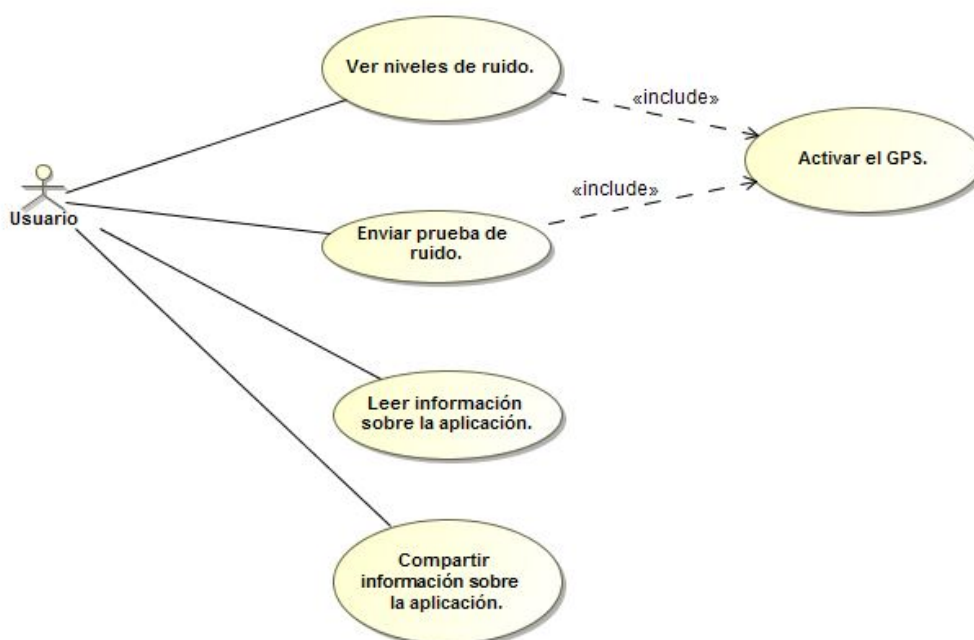 Ver niveles de ruido.
«include»
Activar el GPS.
«include»
Usuario
Enviar prueba de
ruido.
Leer información
sobre la aplicación.
Compartir
información sobre
la aplicación.